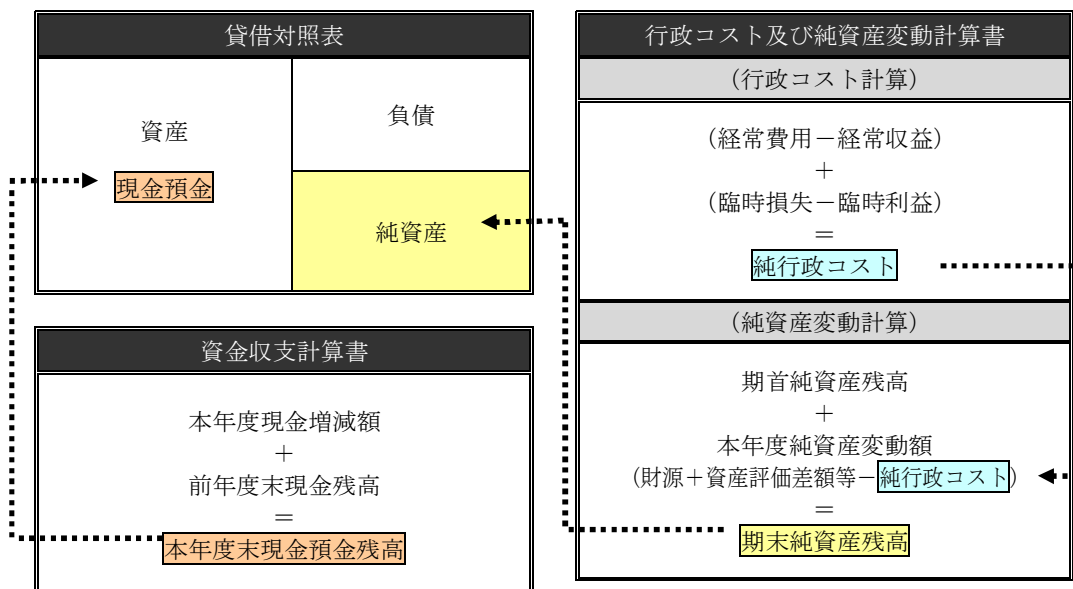 貸借対照表
資産
現金預金
負債
純資産
資金収支計算書
本年度現金増減額
＋
前年度末現金残高
＝
本年度末現金預金残高
行政コスト及び純資産変動計算書
（行政コスト計算）
（経常費用－経常収益）
＋
（臨時損失－臨時利益）
＝
純行政コスト
（純資産変動計算）
期首純資産残高
＋
本年度純資産変動額
（財源＋資産評価差額等－純行政コスト）
＝
期末純資産残高